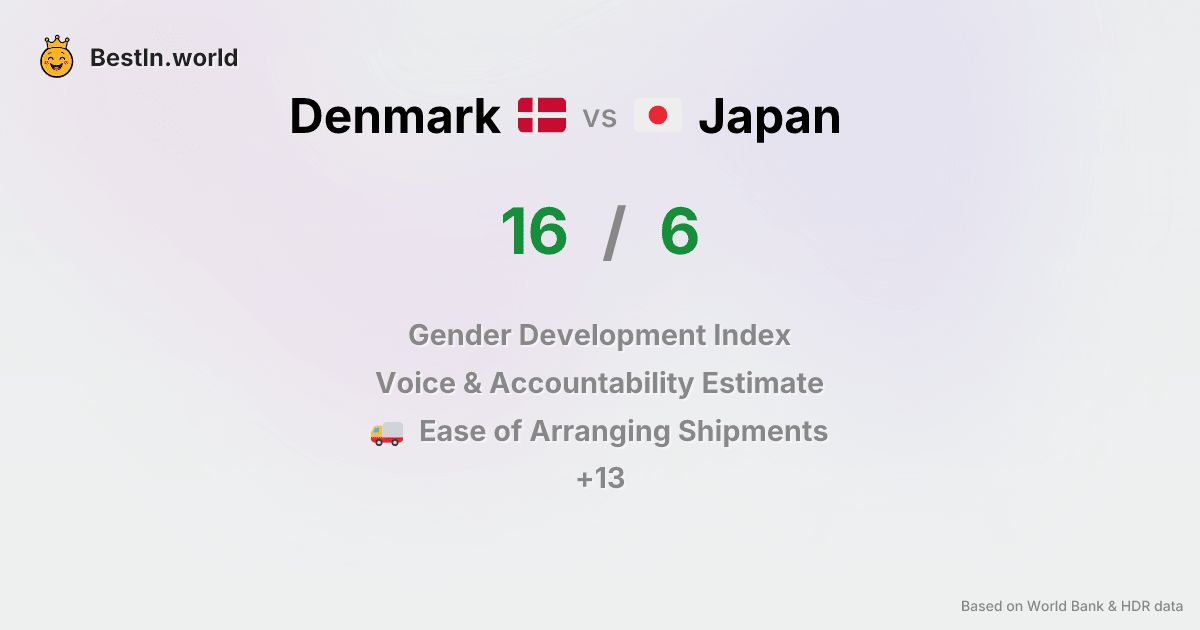 BestIn.world
Denmark vs Japan
16 / 6
Gender Development Index
Voice & Accountability Estimate
Ease of Arranging Shipments
+13
Based on World Bank & HDR data